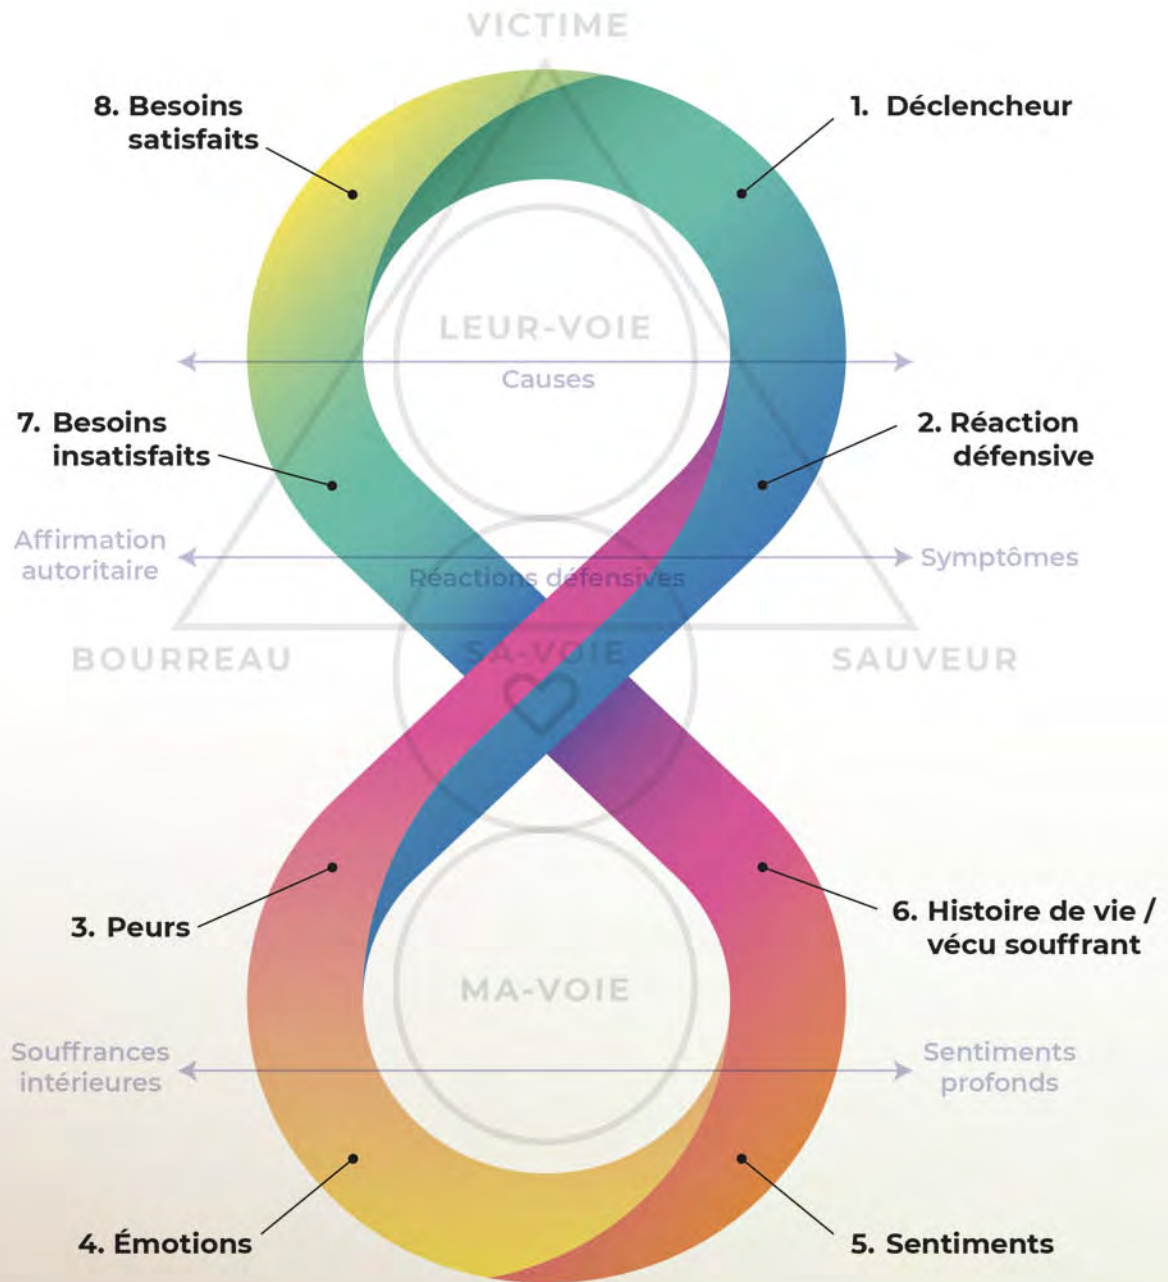 VICTIME
8. Besoins
satisfaits
1. Déclencheur
LEUR-VOIE
Causes
7. Besoins
insatisfaits
2. Réaction
défensive
Affirmation
autoritaire
Réactions défensives
Symptômes
BOURREAU
SA-VOIE
SAUVEUR
3. Peurs
6. Histoire de vie /
vécu souffrant
MA-VOIE
Souffrances
intérieures
Sentiments
profonds
4. Émotions
5. Sentiments